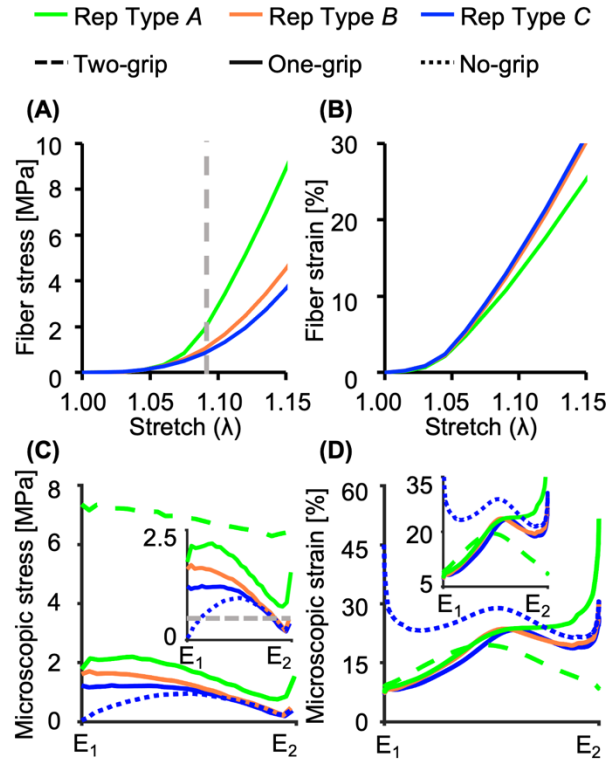 Rep Type A Rep Type B Rep Type C
Two-grip One-grip No-grip
(A) (B)
Fiber stress [MPa]
10
8
6
4
2
0
1.00 1.05 1.10 1.15
Stretch (λ)
Fiber strain [%]
30
20
10
0
1.00 1.05 1.10 1.15
Stretch (λ)
(C) (D)
Microscopic stress [MPa]
8
6
4
2
0
E1 E2
2.5
0
E1 E2
Microscopic strain [%]
60
45
30
15
0
E1 E2
35
20
5
E1 E2